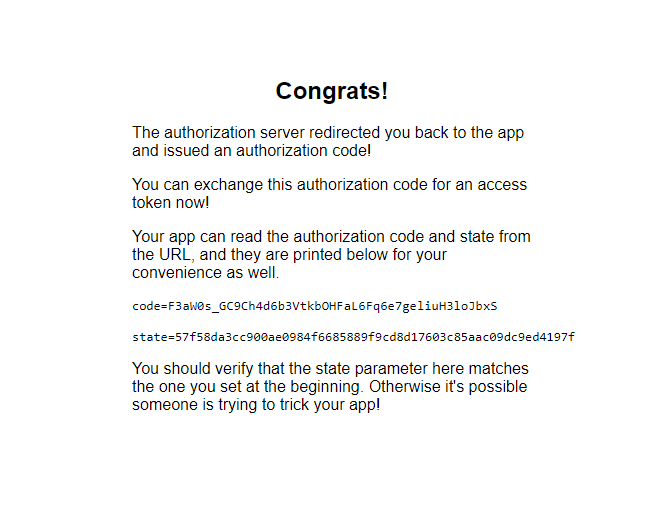 Congrats!
The authorization server redirected you back to the app
and issued an authorization code!
You can exchange this authorization code for an access
token now!
Your app can read the authorization code and state from
the URL, and they are printed below for your
convenience as well.
code=F3aW0s_GC9Ch4d6b3VtkbOHFaL6Fq6e7geliuH3loJbxS
state=57f58da3cc900ae0984f6685889f9cd8d17603c85aac09dc9ed4197f
You should verify that the state parameter here matches
the one you set at the beginning. Otherwise it's possible
someone is trying to trick your app!